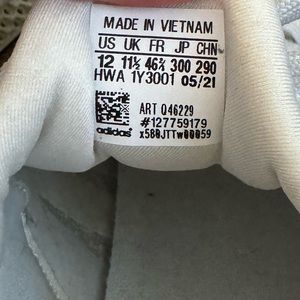 MADE IN VIETNAM
US UK FR JP CHN
12 11½ 46⅔ 300 290
HWA 1Y3001 05/21
ART Q46229
#127759179
adidas x580JTTw00059